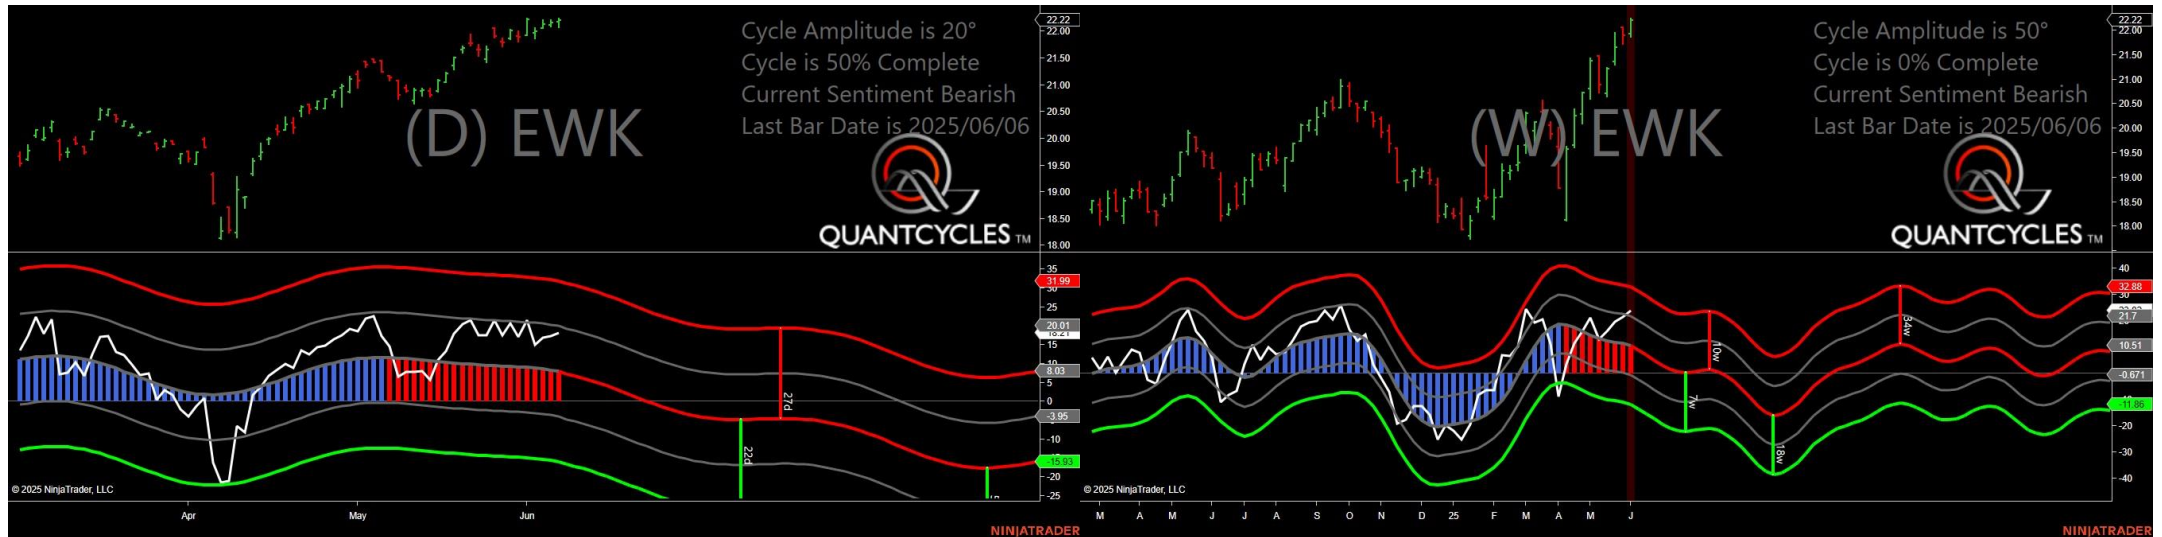 Cycle Amplitude is 20°
Cycle is 50% Complete
Current Sentiment Bearish
Last Bar Date is 2025/06/06
(D) EWK
QUANTCYCLES TM
22.22
22.00
21.50
21.00
20.50
20.00
19.50
19.00
18.50
18.00
35
31.99
30
25
20.01
15
10
8.03
5
0
-3.95
-10
-15.93
-20
-25
27d
22d
© 2025 NinjaTrader, LLC
Apr
May
Jun
NINJATRADER
Cycle Amplitude is 50°
Cycle is 0% Complete
Current Sentiment Bearish
Last Bar Date is 2025/06/06
(W) EWK
QUANTCYCLES TM
22.22
22.00
21.50
21.00
20.50
20.00
19.50
19.00
18.50
18.00
40
32.88
30
21.7
10.51
-0.671
-11.86
-20
-30
-40
10w
7w
18w
34w
© 2025 NinjaTrader, LLC
M A M J J A S O N D 25 F M A M J
NINJATRADER